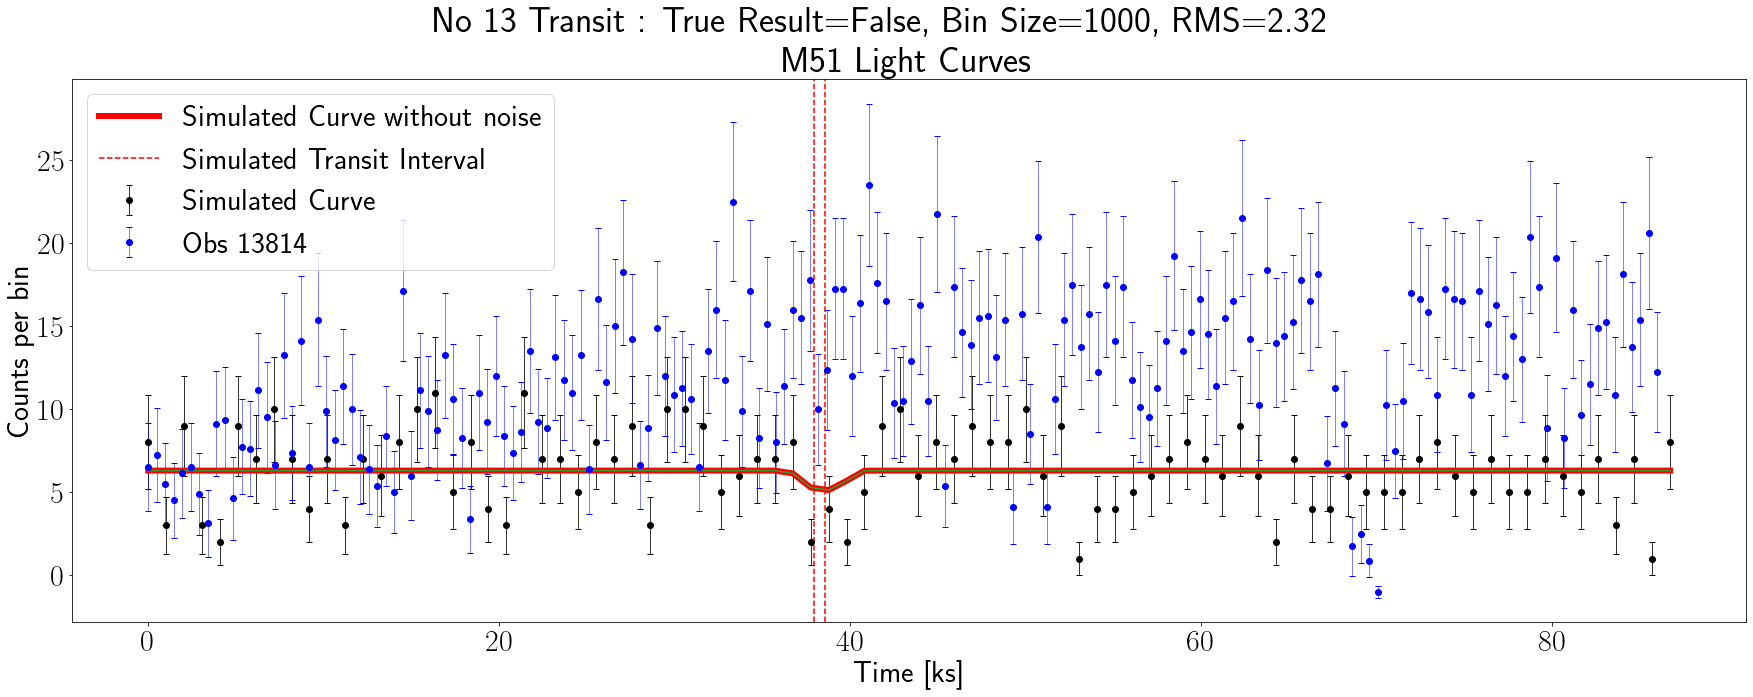 No 13 Transit : True Result=False, Bin Size=1000, RMS=2.32
M51 Light Curves
Simulated Curve without noise
Simulated Transit Interval
Simulated Curve
Obs 13814
Counts per bin
25
20
15
10
5
0
0 20 40 60 80
Time [ks]